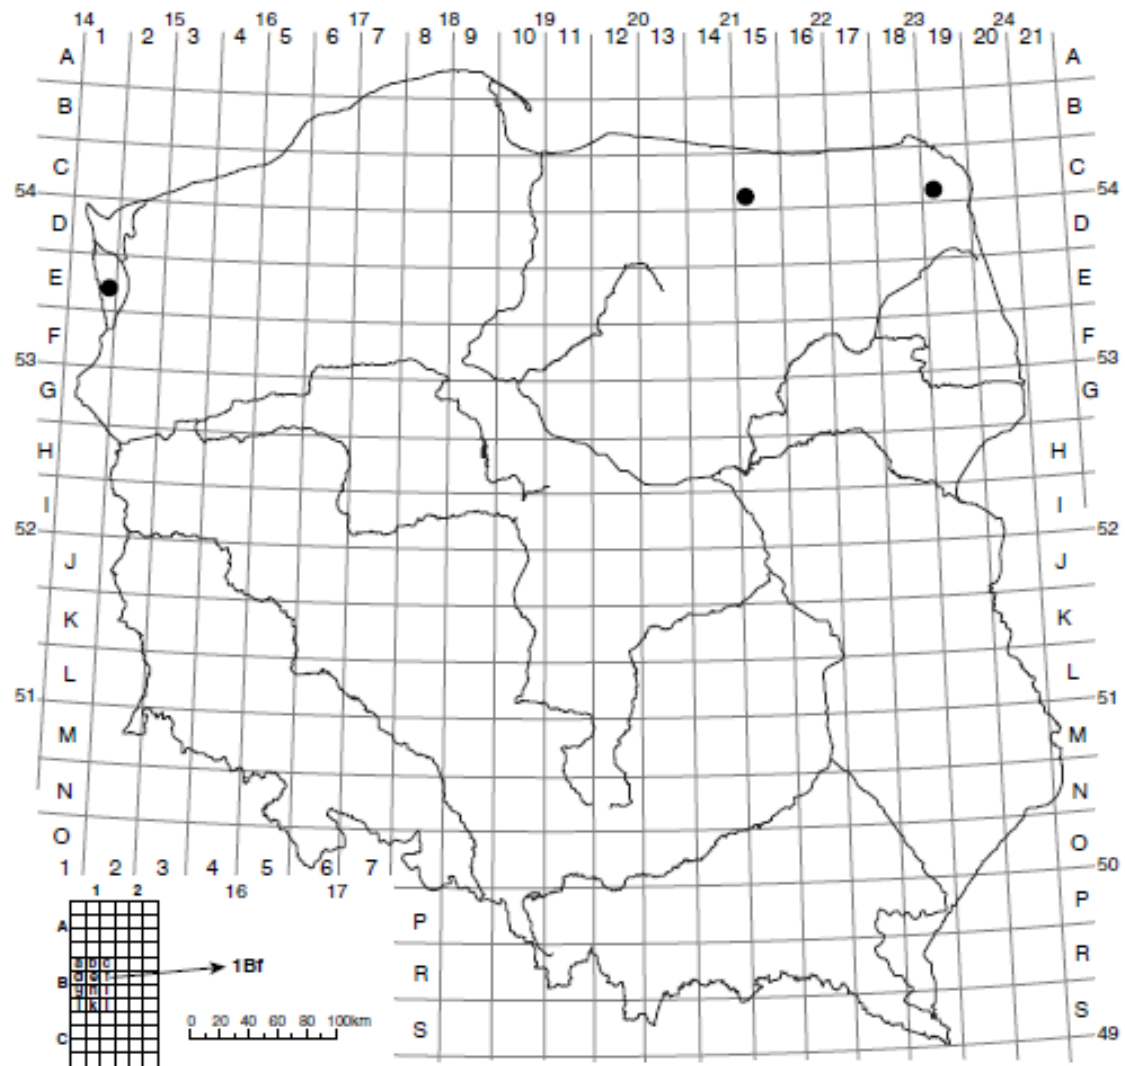 14 15 16 17 18 19 20 21 22 23 24
1 2 3 4 5 6 7 8 9 10 11 12 13 14 15 16 17 18 19 20 21
A A
B B
C C
54 54
D D
E E
F F
53 53
G G
H H
I I
52 52
J J
K K
L L
51 51
M M
N N
O O
1 2 3 4 5 6 7 50
16 17
1 2
P P
A
a b c
B d e f 1Bf
g h i
j k l
R R
C
0 20 40 60 80 100km
S S
49